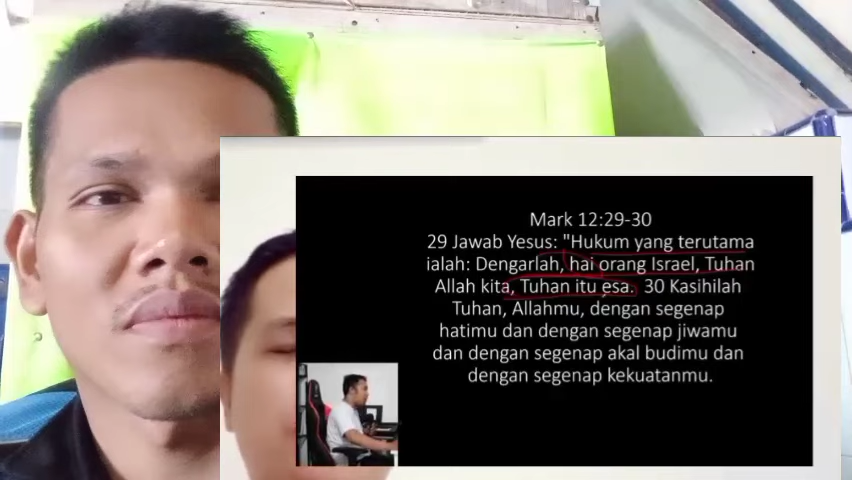 Mark 12:29-30
29 Jawab Yesus: "Hukum yang terutama
ialah: Dengarlah, hai orang Israel, Tuhan
Allah kita, Tuhan itu esa. 30 Kasihilah
Tuhan, Allahmu, dengan segenap
hatimu dan dengan segenap jiwamu
dan dengan segenap akal budimu dan
dengan segenap kekuatanmu.